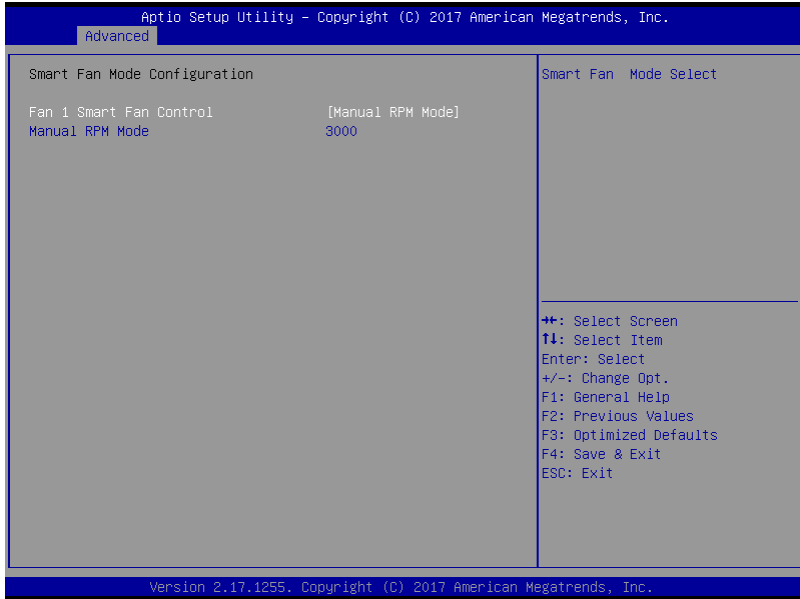 Aptio Setup Utility – Copyright (C) 2017 American Megatrends, Inc.
Advanced
Smart Fan Mode Configuration
Fan 1 Smart Fan Control [Manual RPM Mode]
Manual RPM Mode 3000
Smart Fan  Mode Select
→←: Select Screen
↑↓: Select Item
Enter: Select
+/-: Change Opt.
F1: General Help
F2: Previous Values
F3: Optimized Defaults
F4: Save & Exit
ESC: Exit
Version 2.17.1255. Copyright (C) 2017 American Megatrends, Inc.